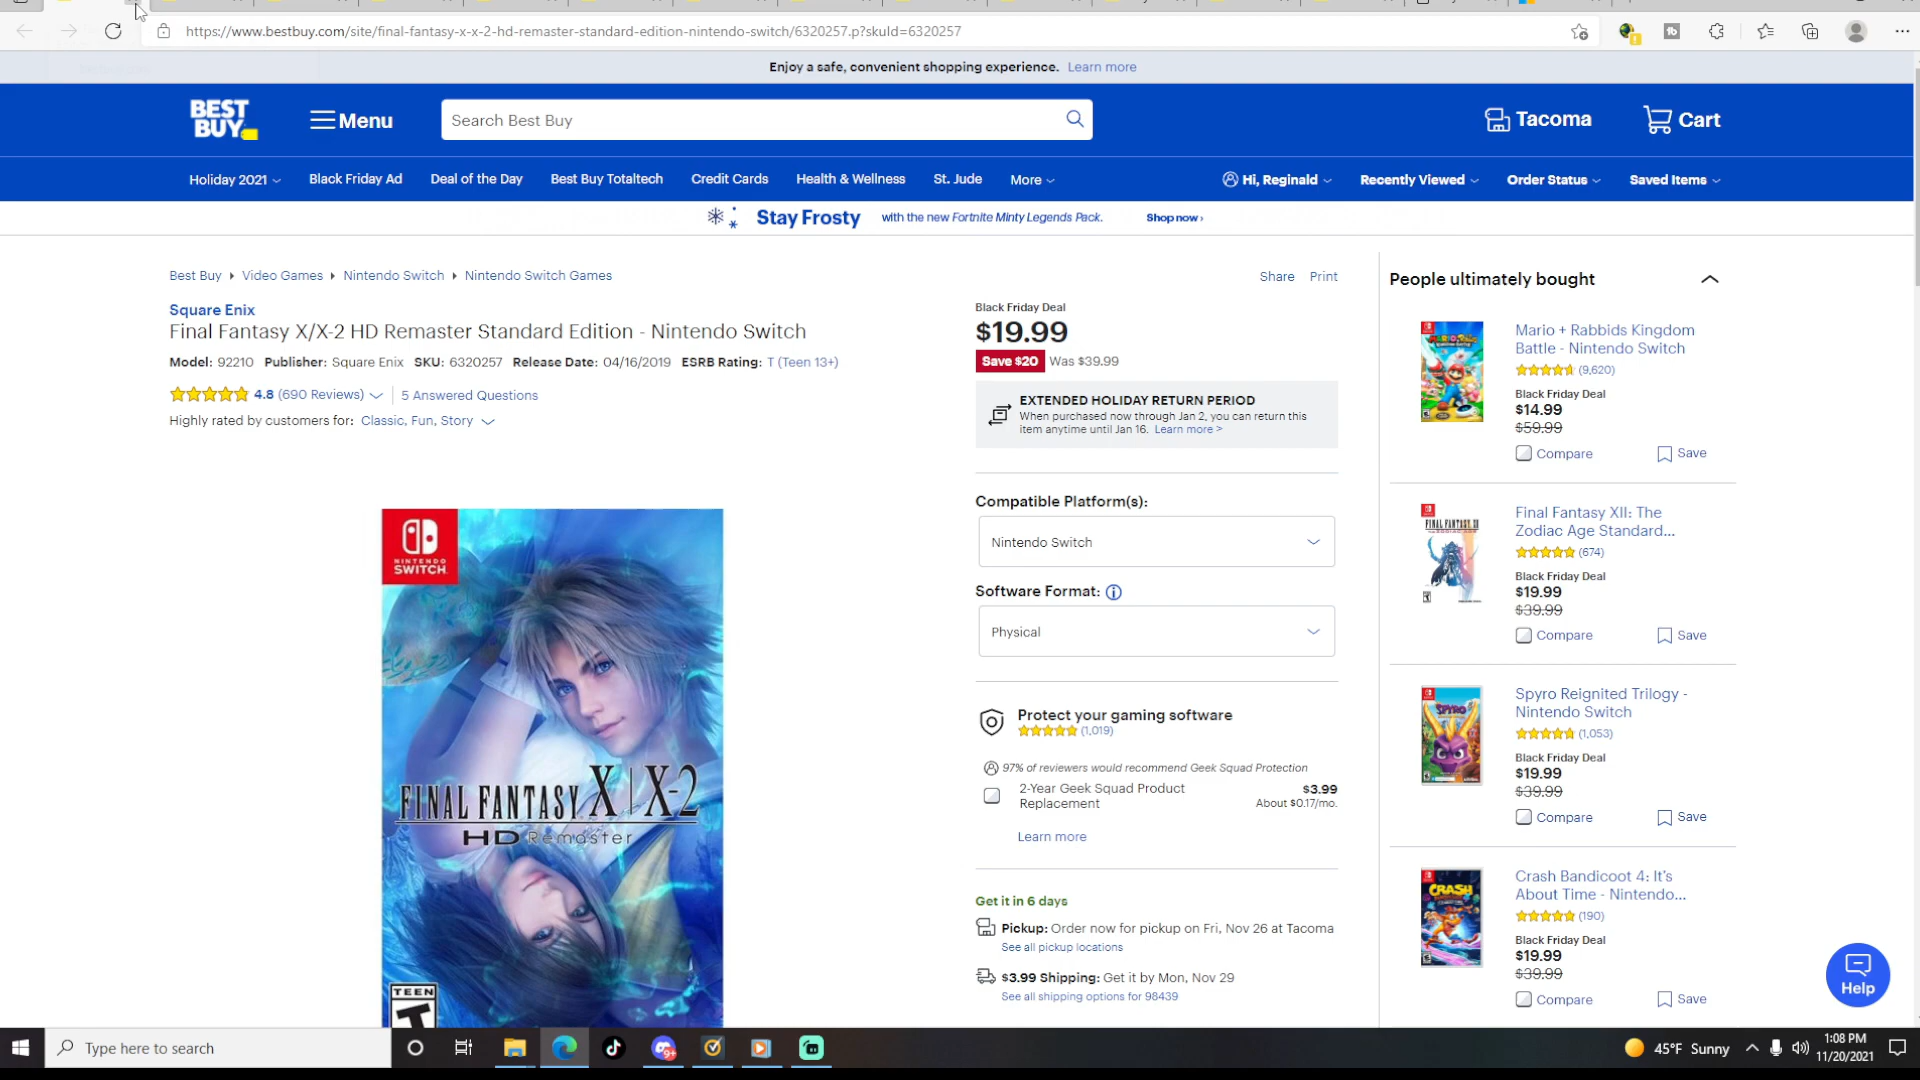 https://www.bestbuy.com/site/final-fantasy-x-x-2-hd-remaster-standard-edition-nintendo-switch/6320257.p?skuId=6320257
Enjoy a safe, convenient shopping experience. Learn more
BEST BUY
Menu
Search Best Buy
Tacoma
Cart
Holiday 2021
Black Friday Ad
Deal of the Day
Best Buy Totaltech
Credit Cards
Health & Wellness
St. Jude
More
Hi, Reginald
Recently Viewed
Order Status
Saved Items
Stay Frosty with the new Fortnite Minty Legends Pack. Shop now ›
Best Buy
Video Games
Nintendo Switch
Nintendo Switch Games
Share
Print
Square Enix
Final Fantasy X/X-2 HD Remaster Standard Edition - Nintendo Switch
Model: 92210 Publisher: Square Enix SKU: 6320257 Release Date: 04/16/2019 ESRB Rating: T (Teen 13+)
4.8 (690 Reviews) 5 Answered Questions
Highly rated by customers for: Classic, Fun, Story
NINTENDO
SWITCH
FINAL FANTASY X|X-2
HD Remaster
TEEN
T
Black Friday Deal
$19.99
Save $20 Was $39.99
EXTENDED HOLIDAY RETURN PERIOD
When purchased now through Jan 2, you can return this
item anytime until Jan 16. Learn more >
Compatible Platform(s):
Nintendo Switch
Software Format:
Physical
Protect your gaming software
(1,019)
97% of reviewers would recommend Geek Squad Protection
2-Year Geek Squad Product
Replacement
$3.99
About $0.17/mo.
Learn more
Get it in 6 days
Pickup: Order now for pickup on Fri, Nov 26 at Tacoma
See all pickup locations
$3.99 Shipping: Get it by Mon, Nov 29
See all shipping options for 98439
People ultimately bought
Mario + Rabbids Kingdom
Battle - Nintendo Switch
(9,620)
Black Friday Deal
$14.99
$59.99
Compare
Save
FINAL FANTASY XII
Final Fantasy XII: The
Zodiac Age Standard...
(674)
Black Friday Deal
$19.99
$39.99
Compare
Save
SPYRO
Spyro Reignited Trilogy -
Nintendo Switch
(1,053)
Black Friday Deal
$19.99
$39.99
Compare
Save
CRASH
Crash Bandicoot 4: It's
About Time - Nintendo...
(190)
Black Friday Deal
$19.99
$39.99
Compare
Save
Help
Type here to search
9+
45°F Sunny
1:08 PM
11/20/2021